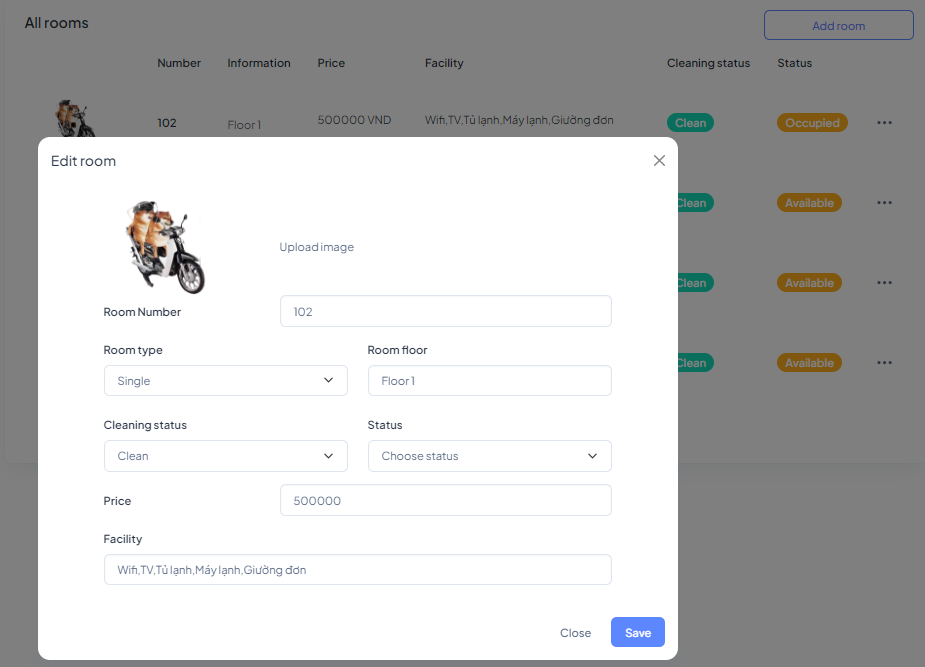 All rooms
Add room
Number Information Price Facility Cleaning status Status
102 Floor 1 500000 VND Wifi,TV,Tủ lạnh,Máy lạnh,Giường đơn Clean Occupied
Edit room
Clean Available
Upload image
Clean Available
Room Number 102
Room type Room floor
Single Floor 1
Clean Available
Cleaning status Status
Clean Choose status
Price 500000
Facility
Wifi,TV,Tủ lạnh,Máy lạnh,Giường đơn
Close Save